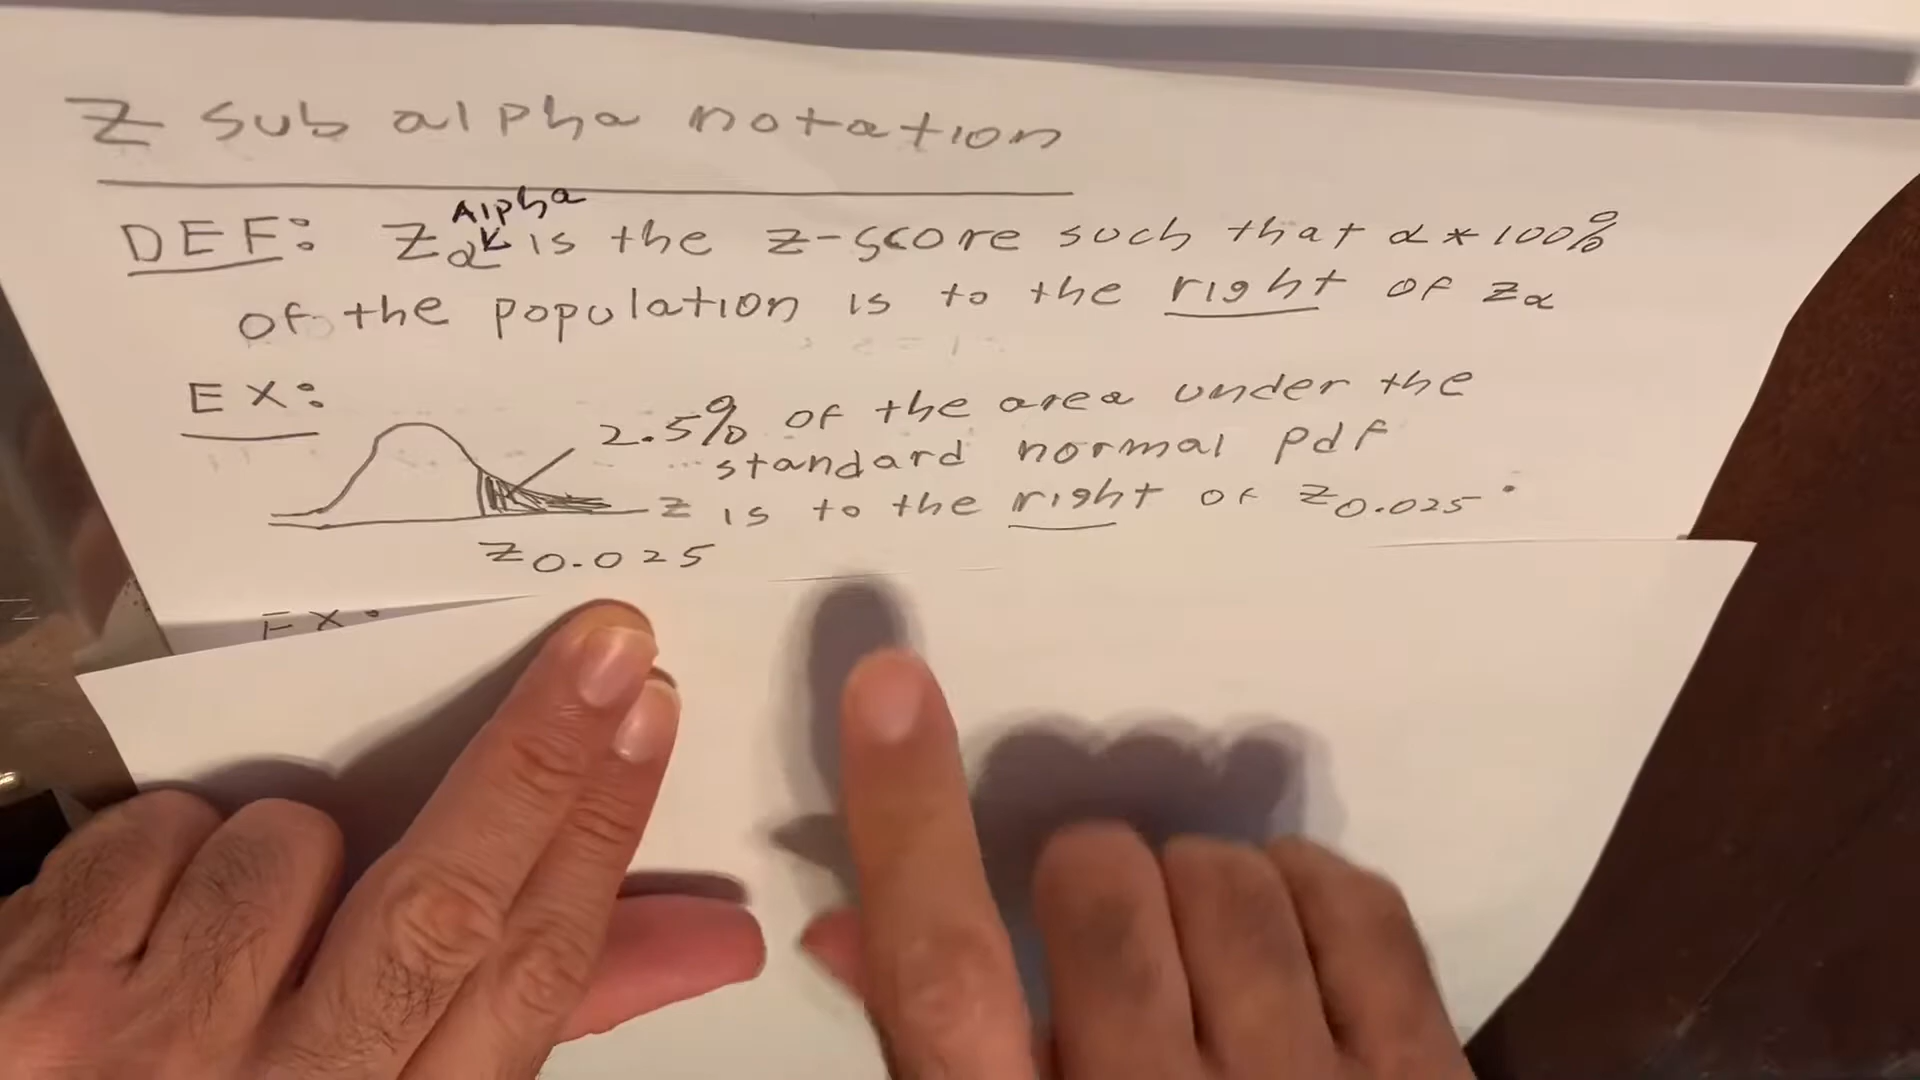 Z sub alpha notation
Alpha
DEF: Zα is the z-score such that α * 100%
of the population is to the right of zα
EX:
2.5% of the area under the
standard normal pdf
z is to the right of z0.025.
z0.025
EX: